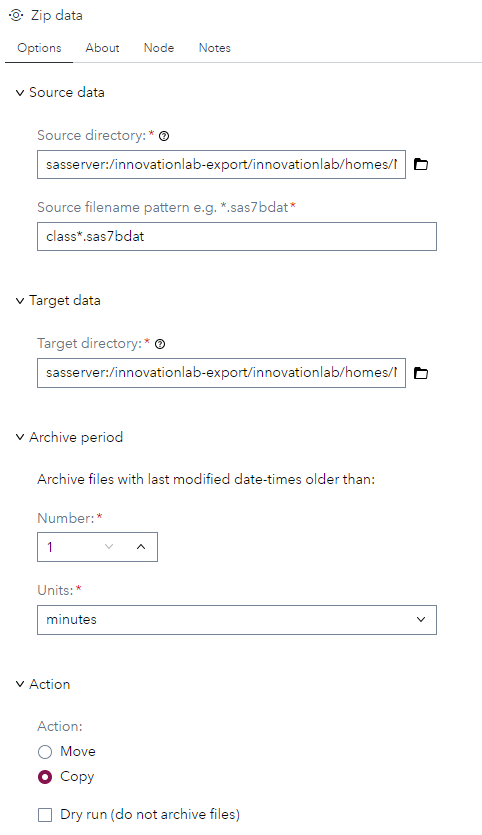 Zip data
Options About Node Notes
Source data
Source directory: *
sasserver:/innovationlab-export/innovationlab/homes/
Source filename pattern e.g. *.sas7bdat*
class*.sas7bdat
Target data
Target directory: *
sasserver:/innovationlab-export/innovationlab/homes/
Archive period
Archive files with last modified date-times older than:
Number:*
1
Units:*
minutes
Action
Action:
Move
Copy
Dry run (do not archive files)